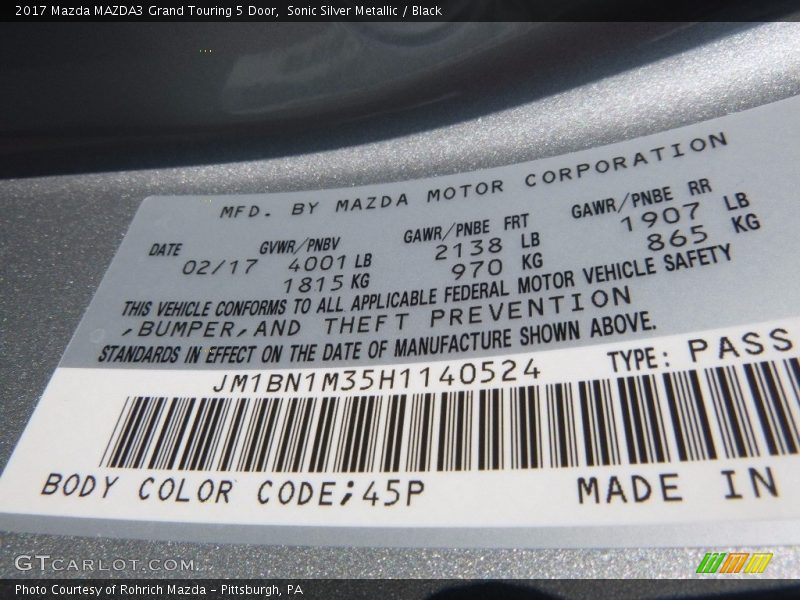 2017 Mazda MAZDA3 Grand Touring 5 Door,  Sonic Silver Metallic / Black
MFD. BY MAZDA MOTOR CORPORATION
DATE GVWR/PNBV GAWR/PNBE FRT GAWR/PNBE RR
02/17 4001 LB 2138 LB 1907 LB
1815 KG 970 KG 865 KG
THIS VEHICLE CONFORMS TO ALL APPLICABLE FEDERAL MOTOR VEHICLE SAFETY
,BUMPER,AND THEFT PREVENTION
STANDARDS IN EFFECT ON THE DATE OF MANUFACTURE SHOWN ABOVE.
JM1BN1M35H1140524 TYPE: PASS
BODY COLOR CODE;45P MADE IN
GTCARLOT.COM
Photo Courtesy of Rohrich Mazda - Pittsburgh, PA